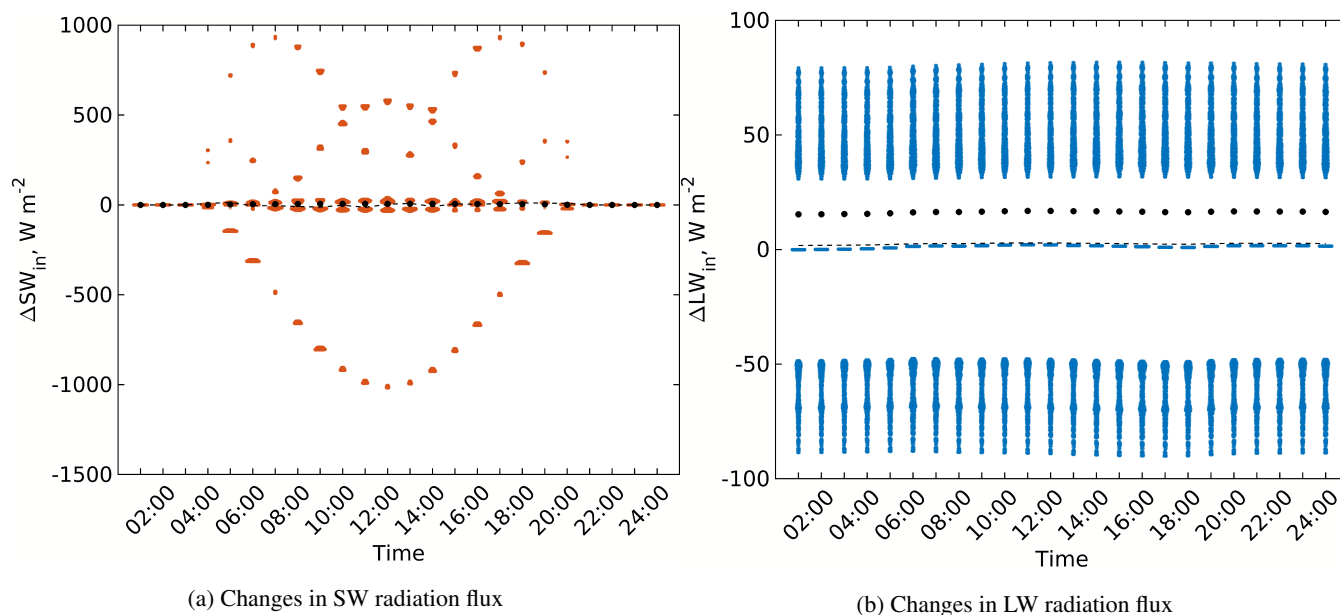 1000
500
0
-500
-1000
-1500
ΔSW_in, W m^-2
02:00 04:00 06:00 08:00 10:00 12:00 14:00 16:00 18:00 20:00 22:00 24:00
Time
(a) Changes in SW radiation flux
100
50
0
-50
-100
ΔLW_in, W m^-2
02:00 04:00 06:00 08:00 10:00 12:00 14:00 16:00 18:00 20:00 22:00 24:00
Time
(b) Changes in LW radiation flux